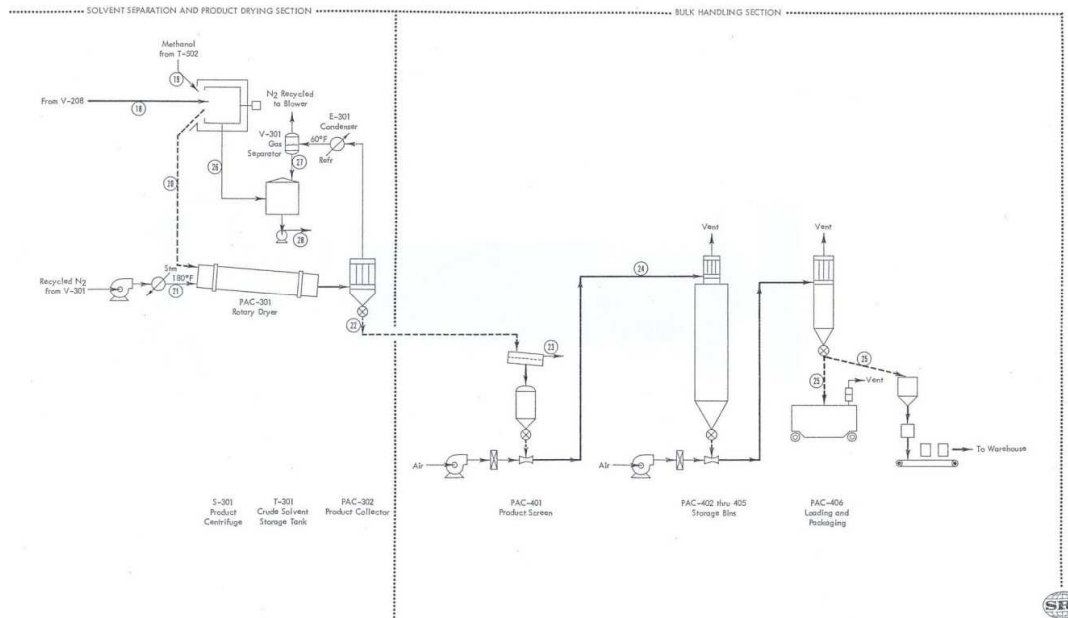 SOLVENT SEPARATION AND PRODUCT DRYING SECTION
BULK HANDLING SECTION
Methanol
from T-502
19
From V-208
18
N2 Recycled
to Blower
E-301
Condenser
V-301
Gas
Separator
60°F
Refr
27
26
20
28
Stm
180°F
Recycled N2
from V-301
21
PAC-301
Rotary Dryer
22
23
24
Vent
Vent
25
25
Vent
Air
Air
To Warehouse
S-301
Product
Centrifuge
T-301
Crude Solvent
Storage Tank
PAC-302
Product Collector
PAC-401
Product Screen
PAC-402 thru 405
Storage Bins
PAC-406
Loading and
Packaging